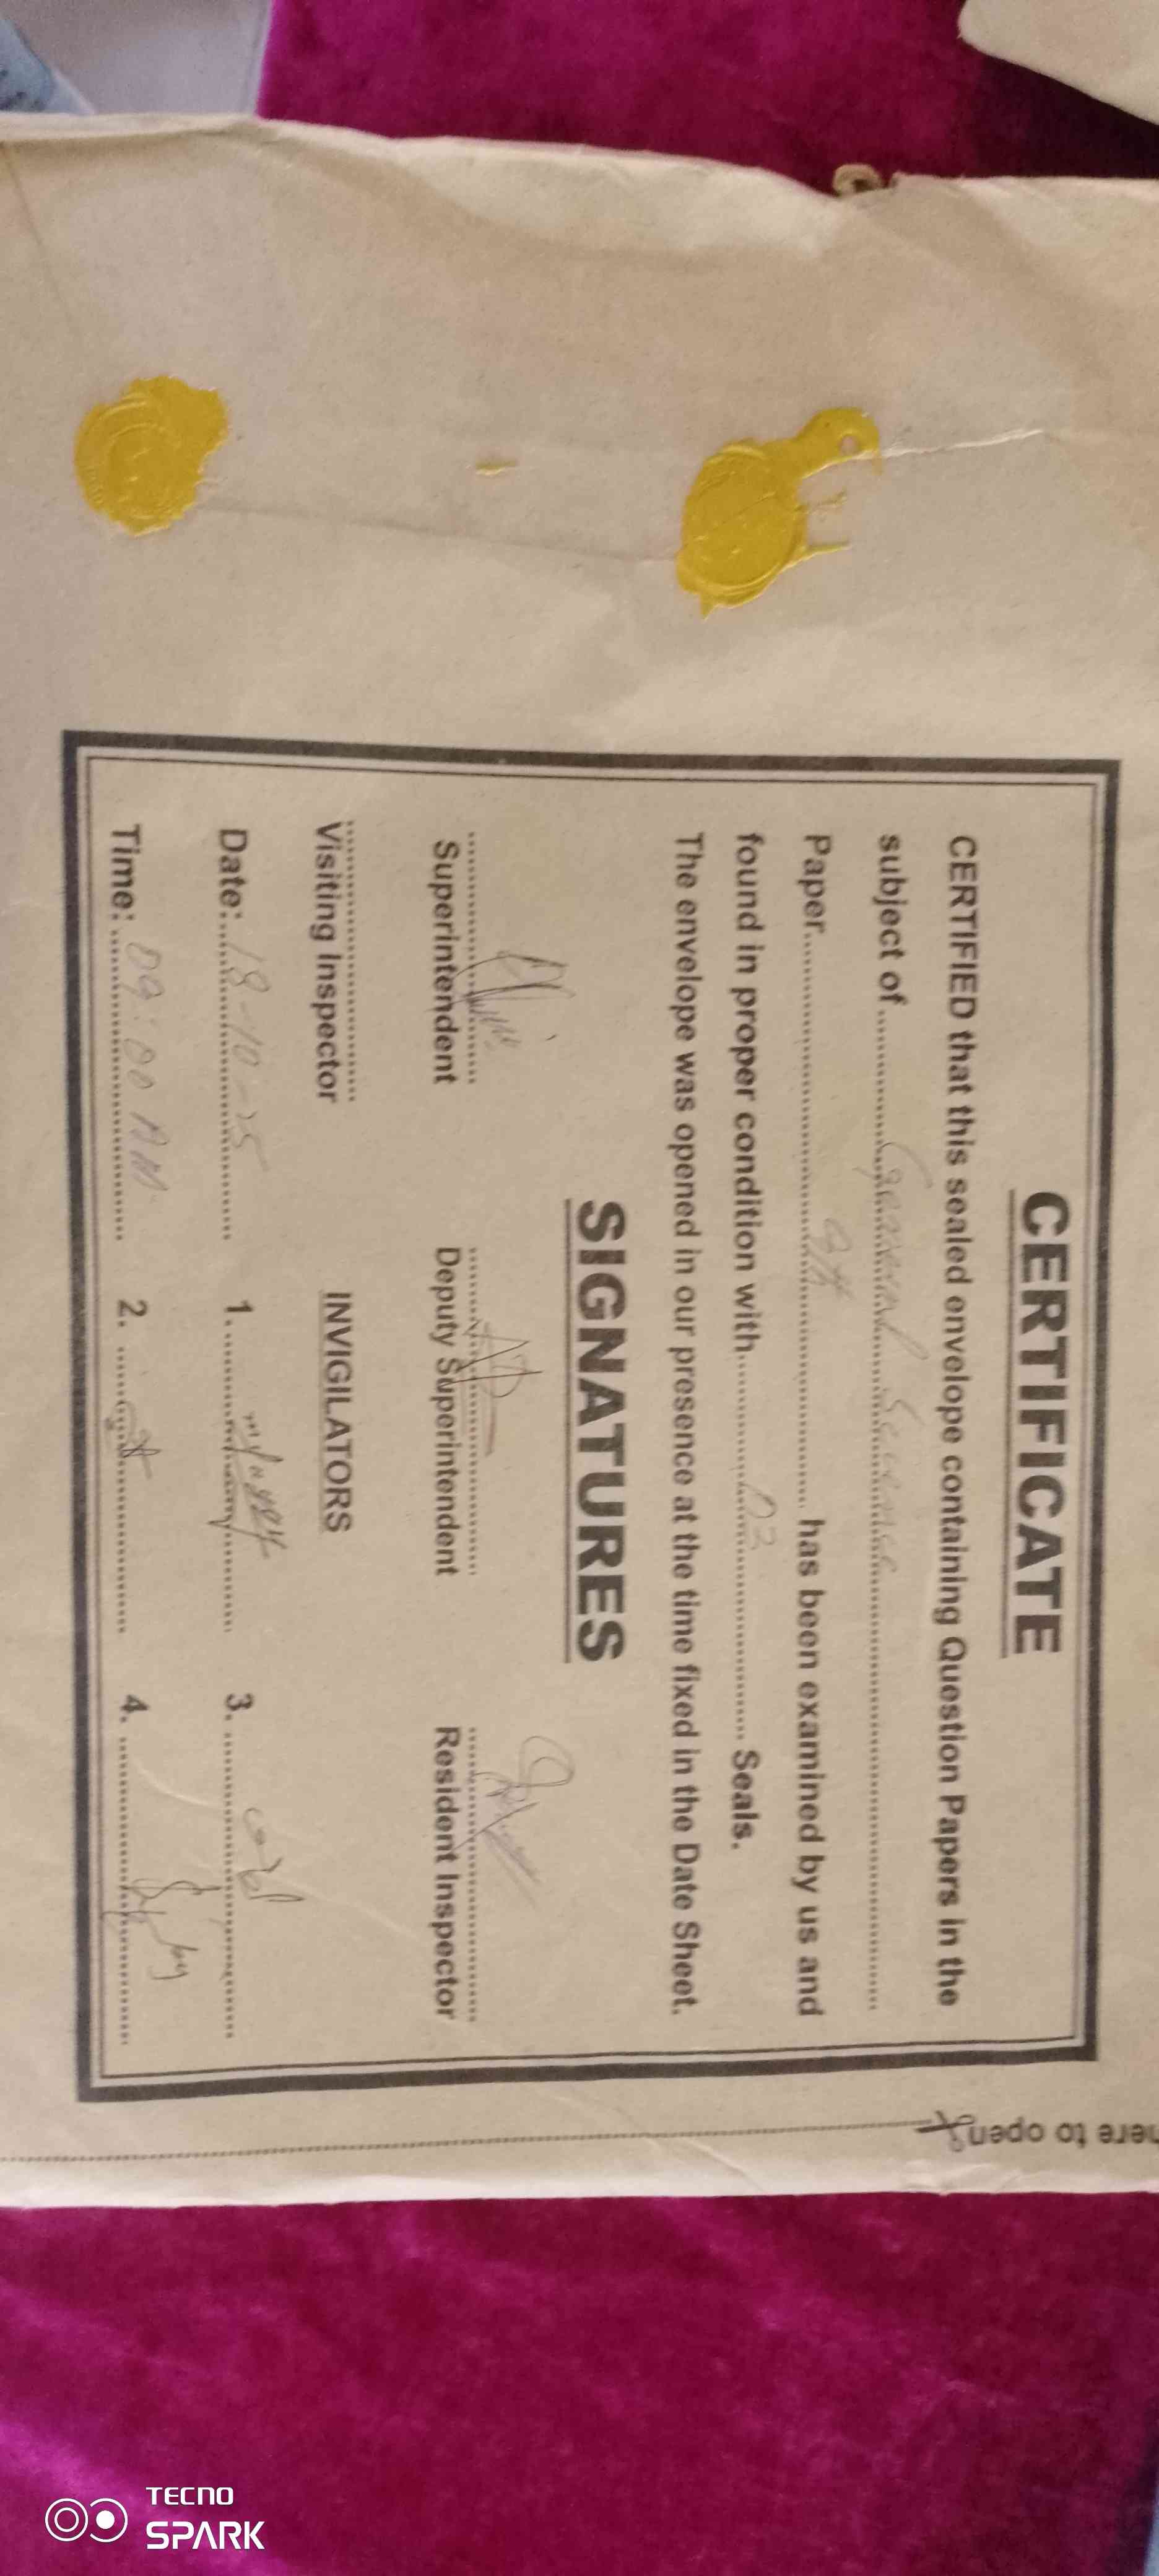 CERTIFICATE
CERTIFIED that this sealed envelope containing Question Papers in the
subject of General Science
Paper has been examined by us and
found in proper condition with Seals.
The envelope was opened in our presence at the time fixed in the Date Sheet.
SIGNATURES
Superintendent Deputy Superintendent Resident Inspector
Visiting Inspector INVIGILATORS
Date: 18-10-25 1. 3.
Time: 09:00 AM 2. 4.
here to open
TECNO
SPARK